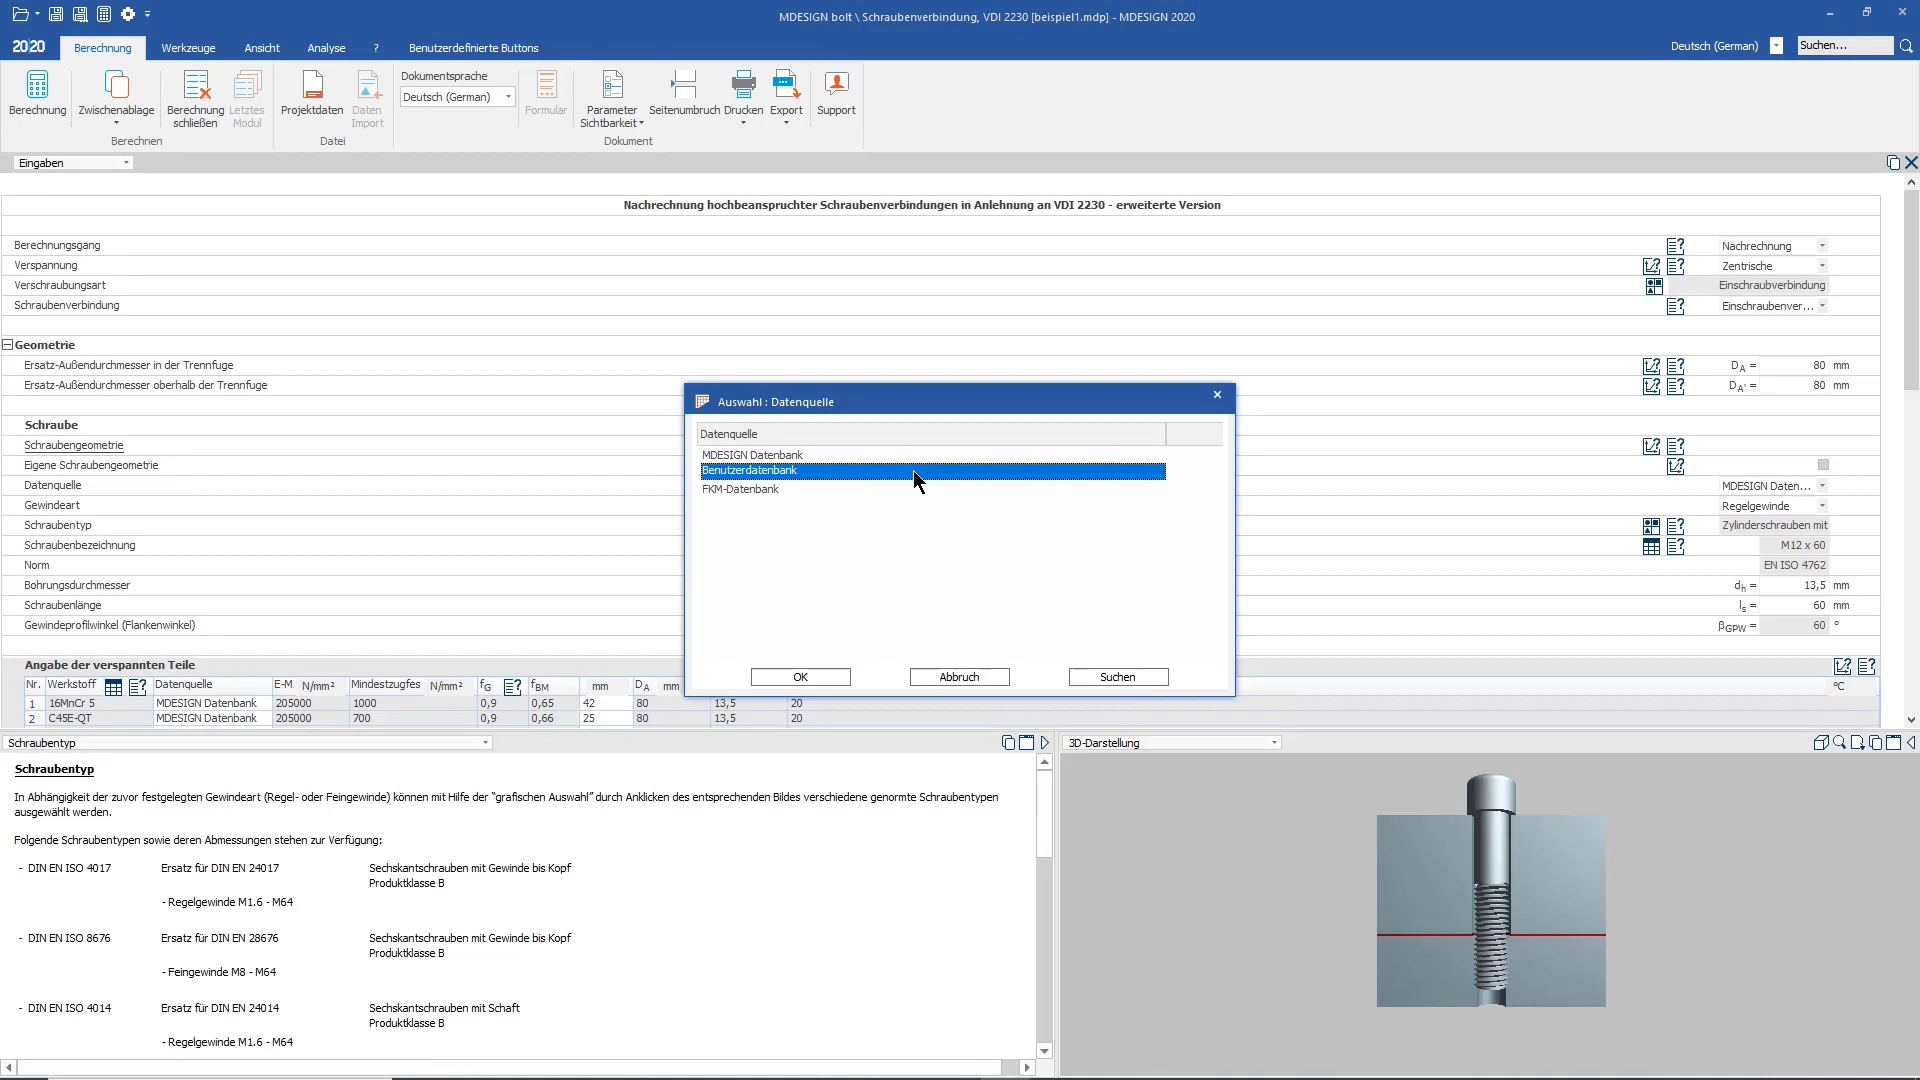 MDESIGN bolt \ Schraubenverbindung, VDI 2230 [beispiel1.mdp] - MDESIGN 2020
2020 Berechnung Werkzeuge Ansicht Analyse ? Benutzerdefinierte Buttons Deutsch (German) Suchen...
Berechnung
Zwischenablage
Berechnung schließen
Letztes Modul
Berechnen
Projektdaten
Daten Import
Datei
Dokumentsprache
Deutsch (German)
Formular
Parameter Sichtbarkeit
Seitenumbruch
Drucken
Export
Dokument
Support
Eingaben
Nachrechnung hochbeanspruchter Schraubenverbindungen in Anlehnung an VDI 2230 - erweiterte Version
Berechnungsgang Nachrechnung
Verspannung Zentrische
Verschraubungsart Einschraubverbindung
Schraubenverbindung Einschraubenver...
Geometrie
Ersatz-Außendurchmesser in der Trennfuge DA = 80 mm
Ersatz-Außendurchmesser oberhalb der Trennfuge DA' = 80 mm
Schraube
Schraubengeometrie
Eigene Schraubengeometrie
Datenquelle MDESIGN Daten...
Gewindeart Regelgewinde
Schraubentyp Zylinderschrauben mit
Schraubenbezeichnung M12 x 60
Norm EN ISO 4762
Bohrungsdurchmesser dh = 13,5 mm
Schraubenlänge ls = 60 mm
Gewindeprofilwinkel (Flankenwinkel) βGPW = 60 °
Angabe der verspannten Teile
Nr. Werkstoff Datenquelle E-M N/mm² Mindestzugfes N/mm² fG fBM mm DA mm °C
1 16MnCr 5 MDESIGN Datenbank 205000 1000 0,9 0,65 42 80 13,5 20
2 C45E-QT MDESIGN Datenbank 205000 700 0,9 0,66 25 80 13,5 20
Auswahl : Datenquelle
Datenquelle
MDESIGN Datenbank
Benutzerdatenbank
FKM-Datenbank
OK Abbruch Suchen
Schraubentyp
Schraubentyp
In Abhängigkeit der zuvor festgelegten Gewindeart (Regel- oder Feingewinde) können mit Hilfe der "grafischen Auswahl" durch Anklicken des entsprechenden Bildes verschiedene genormte Schraubentypen
ausgewählt werden.
Folgende Schraubentypen sowie deren Abmessungen stehen zur Verfügung:
- DIN EN ISO 4017 Ersatz für DIN EN 24017 Sechskantschrauben mit Gewinde bis Kopf
Produktklasse B
- Regelgewinde M1.6 - M64
- DIN EN ISO 8676 Ersatz für DIN EN 28676 Sechskantschrauben mit Gewinde bis Kopf
Produktklasse B
- Feingewinde M8 - M64
- DIN EN ISO 4014 Ersatz für DIN EN 24014 Sechskantschrauben mit Schaft
Produktklasse B
- Regelgewinde M1.6 - M64
3D-Darstellung